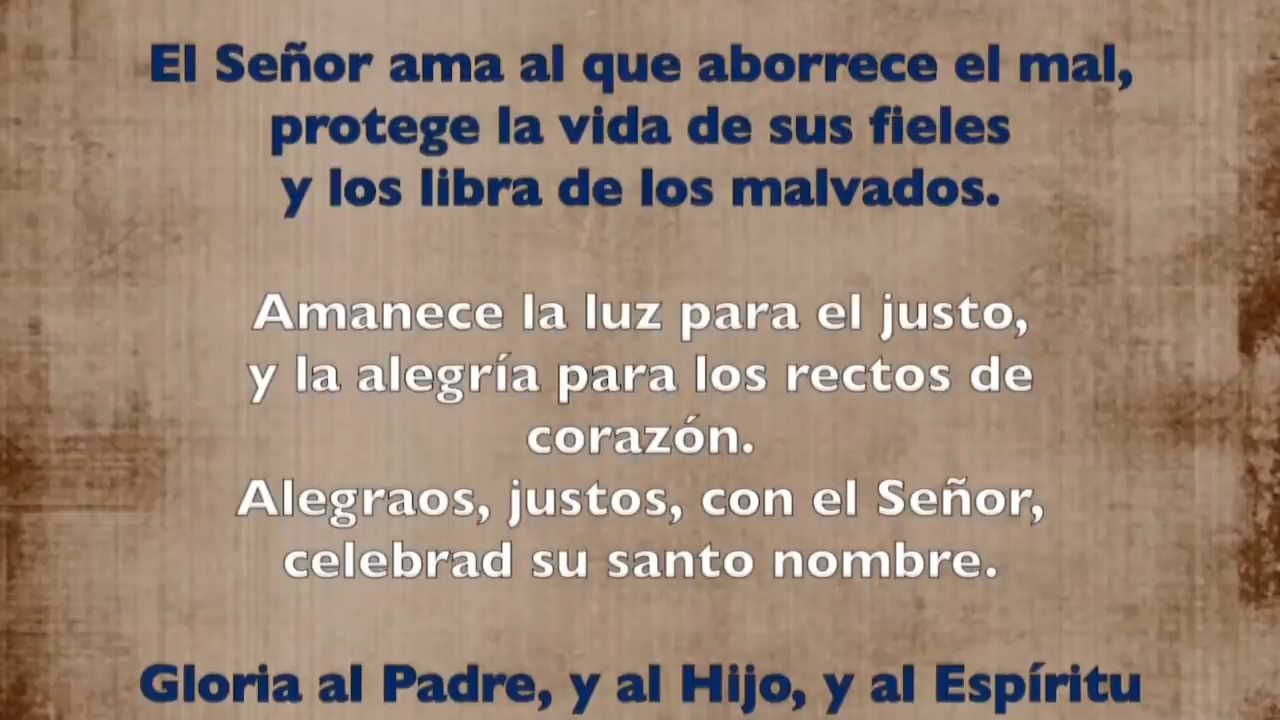 El Señor ama al que aborrece el mal,
protege la vida de sus fieles
y los libra de los malvados.
Amanece la luz para el justo,
y la alegría para los rectos de
corazón.
Alegraos, justos, con el Señor,
celebrad su santo nombre.
Gloria al Padre, y al Hijo, y al Espíritu